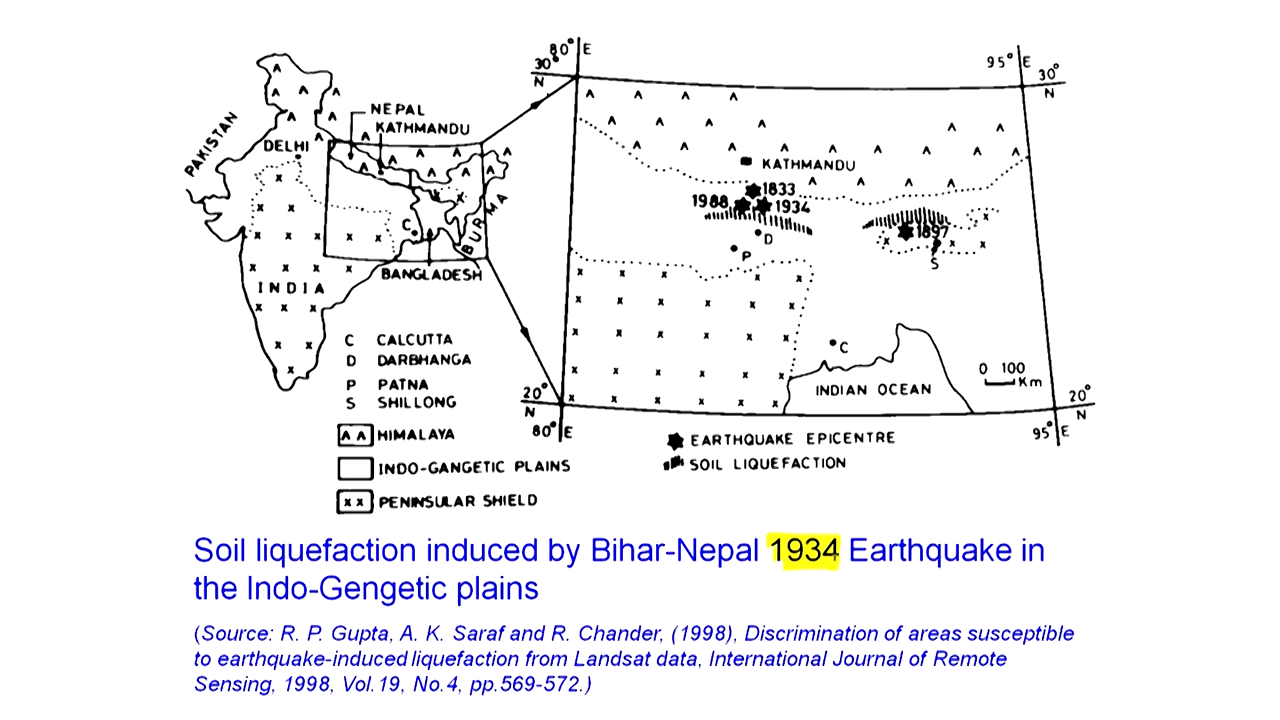 80° E
30°
N
95° E
30°
N
PAKISTAN
NEPAL
KATHMANDU
DELHI
BURMA
C
BANGLADESH
INDIA
KATHMANDU
1833
1988
1934
D
P
1897
S
C
INDIAN OCEAN
0 100
Km
20°
N
80° E
20°
N
95° E
C CALCUTTA
D DARBHANGA
P PATNA
S SHILLONG
HIMALAYA
INDO-GANGETIC PLAINS
x x PENINSULAR SHIELD
EARTHQUAKE EPICENTRE
SOIL LIQUEFACTION
Soil liquefaction induced by Bihar-Nepal 1934 Earthquake in
the Indo-Gengetic plains
(Source: R. P. Gupta, A. K. Saraf and R. Chander, (1998), Discrimination of areas susceptible
to earthquake-induced liquefaction from Landsat data, International Journal of Remote
Sensing, 1998, Vol.19, No.4, pp.569-572.)